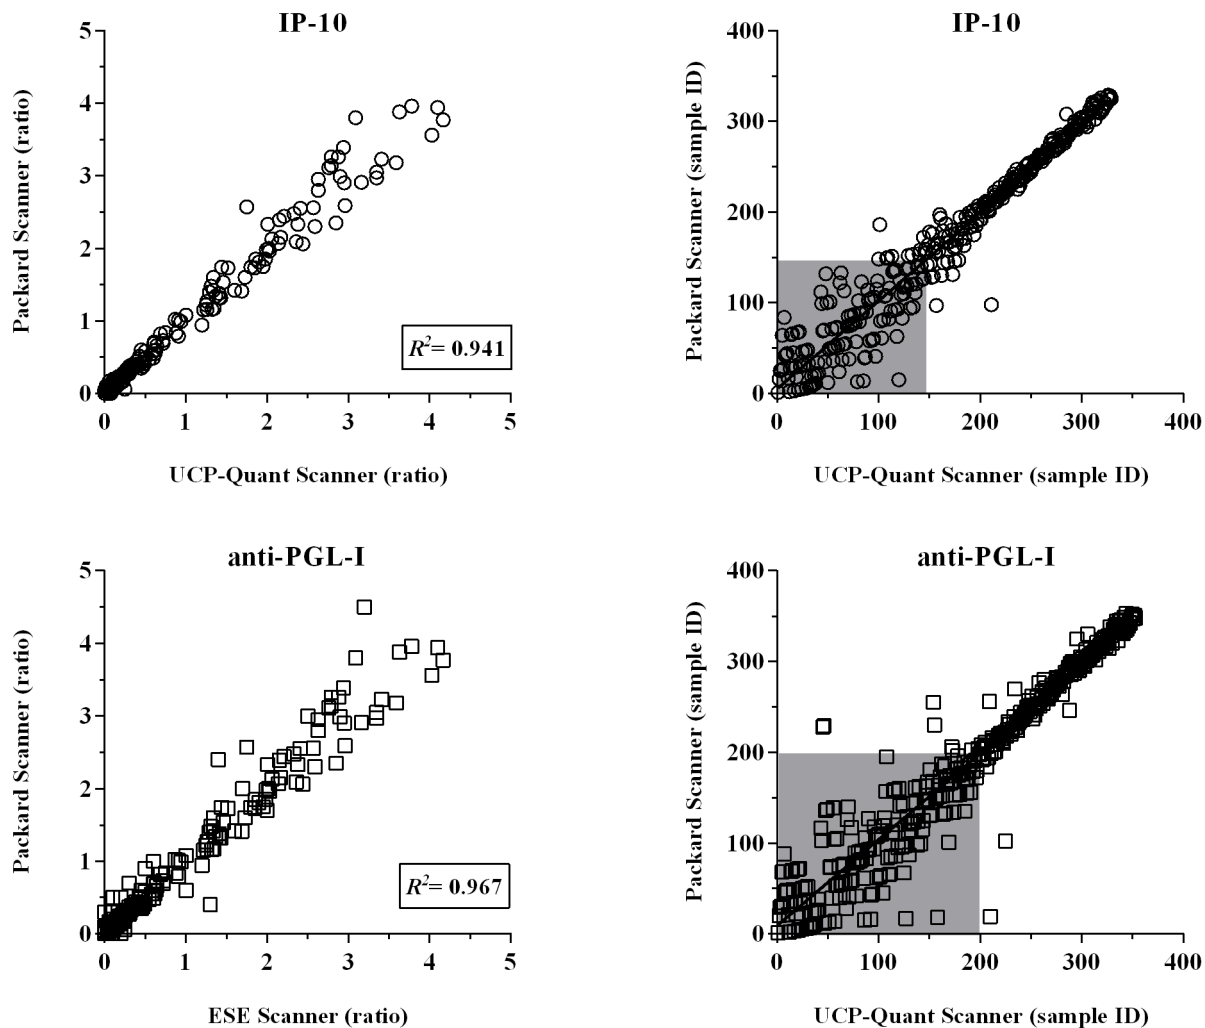 IP-10
5
4
3
2
1
0
Packard Scanner (ratio)
R²= 0.941
0 1 2 3 4 5
UCP-Quant Scanner (ratio)
IP-10
400
300
200
100
0
Packard Scanner (sample ID)
0 100 200 300 400
UCP-Quant Scanner (sample ID)
anti-PGL-I
5
4
3
2
1
0
Packard Scanner (ratio)
R²= 0.967
0 1 2 3 4 5
ESE Scanner (ratio)
anti-PGL-I
400
300
200
100
0
Packard Scanner (sample ID)
0 100 200 300 400
UCP-Quant Scanner (sample ID)